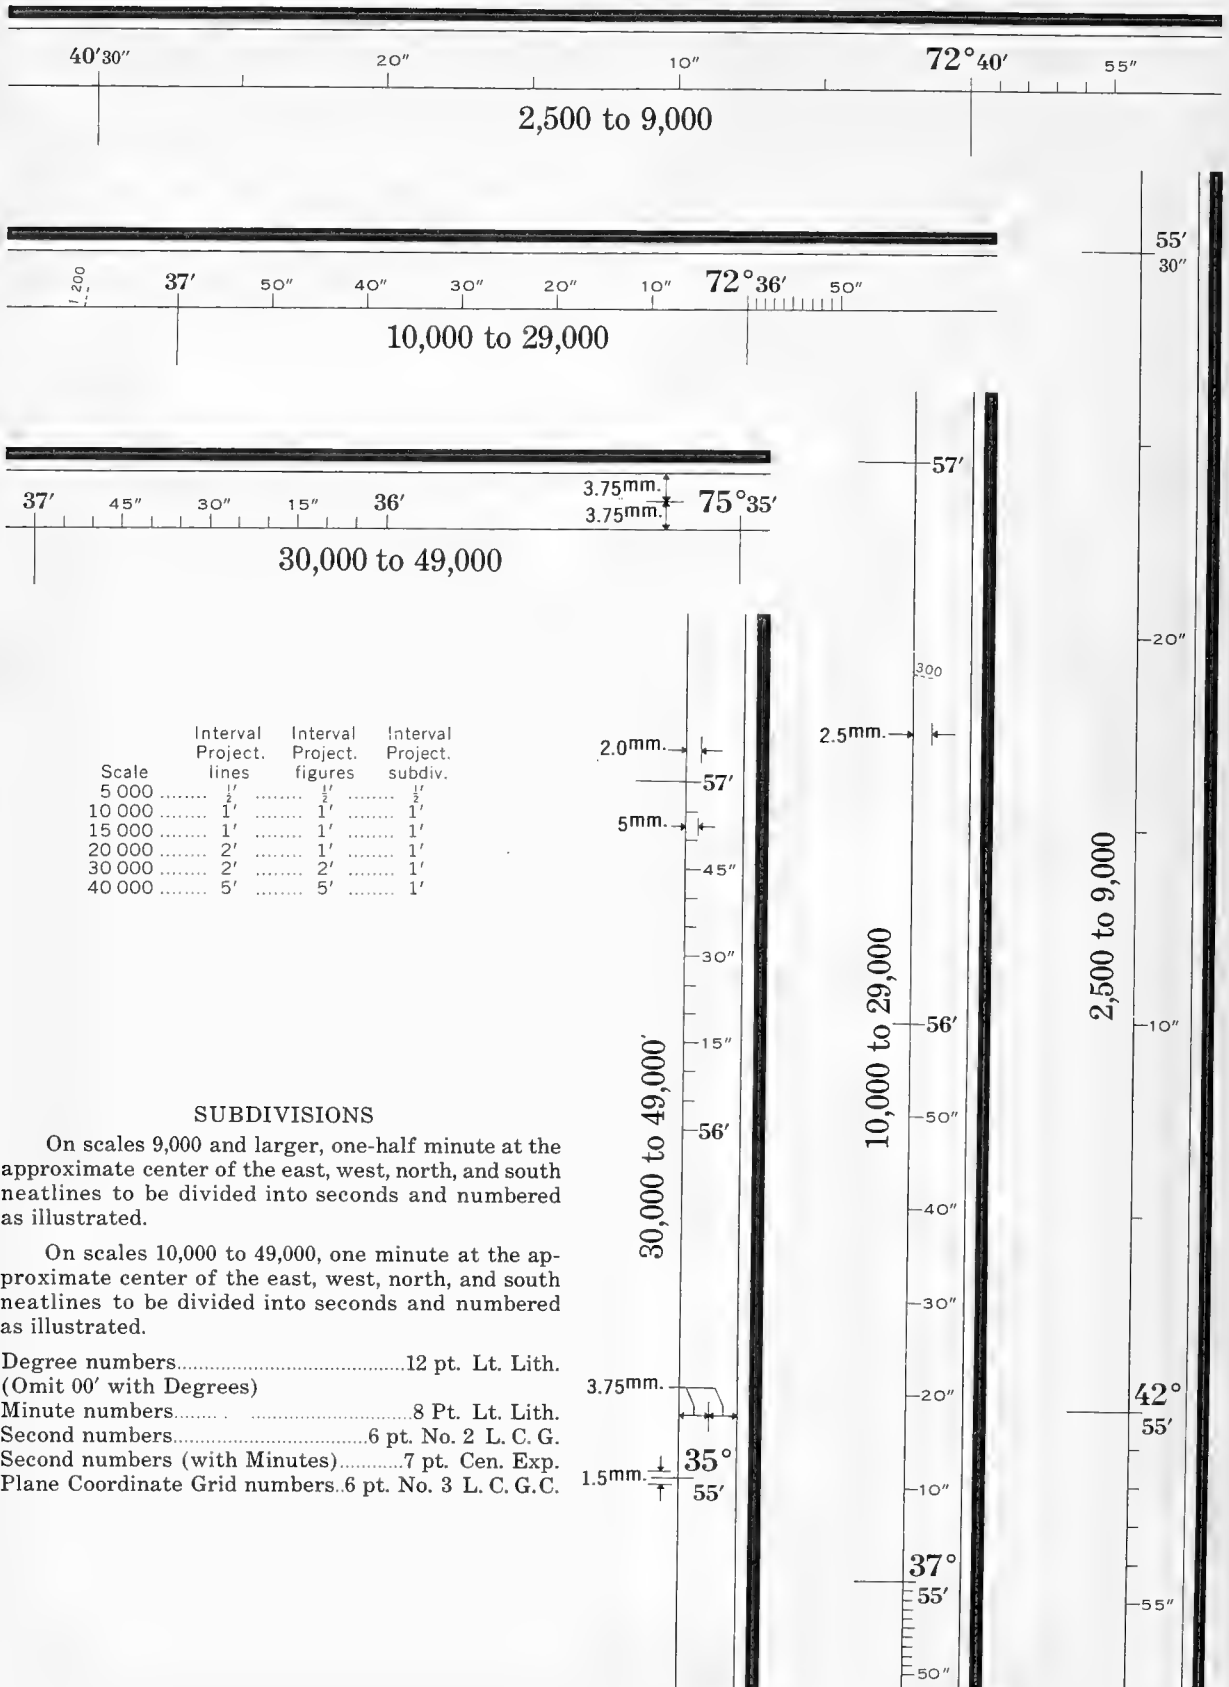 40′30″ 20″ 10″ 72°40′ 55″
2,500 to 9,000
1 200 37′ 50″ 40″ 30″ 20″ 10″ 72°36′ 50″
10,000 to 29,000
37′ 45″ 30″ 15″ 36′ 3.75mm. 75°35′
3.75mm.
30,000 to 49,000
Interval Interval Interval
Project. Project. Project.
Scale lines figures subdiv.
5 000 ........ ½′ ........ ½′ ........ ½′
10 000 ........ 1′ ........ 1′ ........ 1′
15 000 ........ 1′ ........ 1′ ........ 1′
20 000 ........ 2′ ........ 1′ ........ 1′
30 000 ........ 2′ ........ 2′ ........ 1′
40 000 ........ 5′ ........ 5′ ........ 1′
SUBDIVISIONS
On scales 9,000 and larger, one-half minute at the
approximate center of the east, west, north, and south
neatlines to be divided into seconds and numbered
as illustrated.
On scales 10,000 to 49,000, one minute at the ap-
proximate center of the east, west, north, and south
neatlines to be divided into seconds and numbered
as illustrated.
Degree numbers........................................12 pt. Lt. Lith.
(Omit 00′ with Degrees)
Minute numbers........ . ............................8 Pt. Lt. Lith.
Second numbers..................................6 pt. No. 2 L. C. G.
Second numbers (with Minutes)...........7 pt. Cen. Exp.
Plane Coordinate Grid numbers..6 pt. No. 3 L. C. G.C.
2.0mm.
57′
5mm.
45″
30″
15″
56′
30,000 to 49,000
3.75mm.
35°
1.5mm.
55′
57′
300
2.5mm.
56′
10,000 to 29,000
50″
40″
30″
20″
10″
37°
55′
50″
55′
30″
20″
2,500 to 9,000
10″
42°
55′
55″